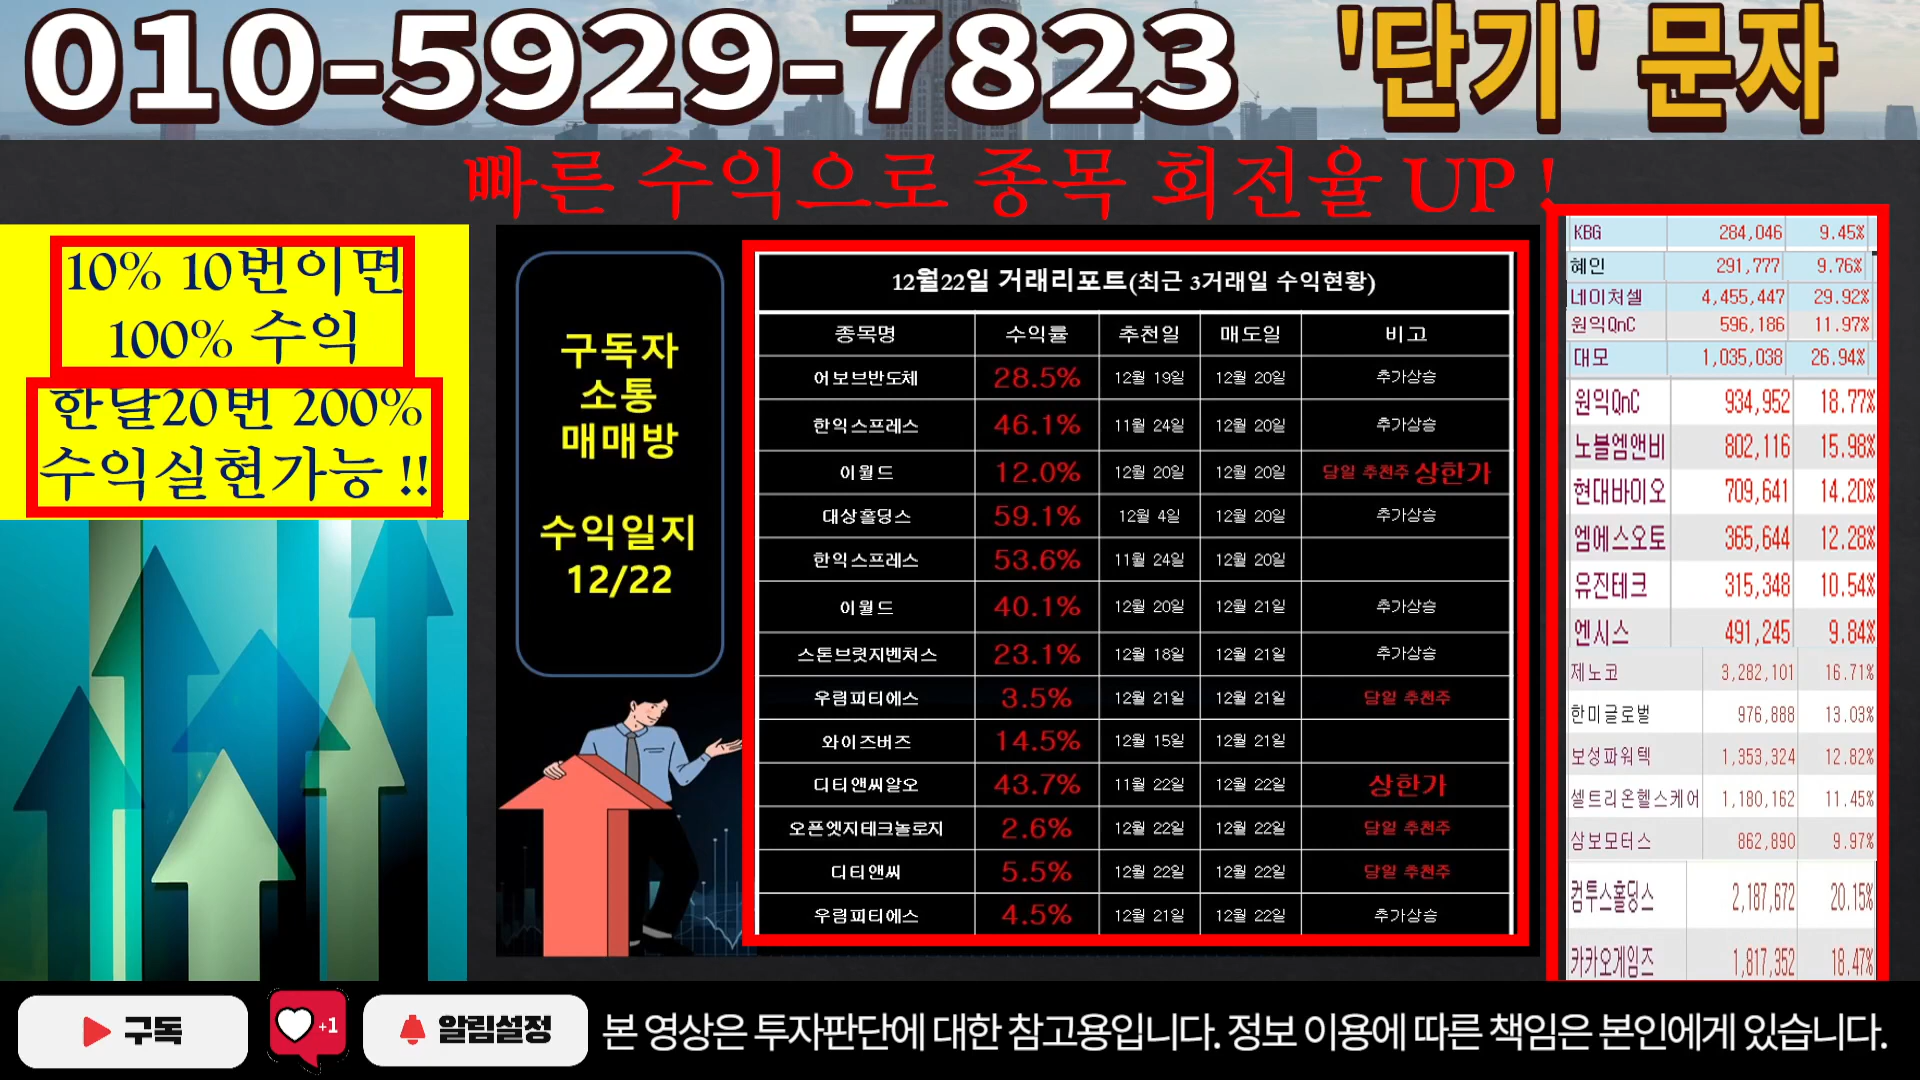 010-5929-7823 '단기' 문자
빠른 수익으로 종목 회전율 UP !
10% 10번이면
100% 수익
한달20번 200%
수익실현가능 !!
구독자
소통
매매방
수익일지
12/22
12월22일 거래리포트(최근 3거래일 수익현황)
종목명 수익률 추천일 매도일 비고
어보브반도체 28.5% 12월 19일 12월 20일 추가상승
한익스프레스 46.1% 11월 24일 12월 20일 추가상승
이월드 12.0% 12월 20일 12월 20일 당일 추천주 상한가
대상홀딩스 59.1% 12월 4일 12월 20일 추가상승
한익스프레스 53.6% 11월 24일 12월 20일
이월드 40.1% 12월 20일 12월 21일 추가상승
스톤브릿지벤처스 23.1% 12월 18일 12월 21일 추가상승
우림피티에스 3.5% 12월 21일 12월 21일 당일 추천주
와이즈버즈 14.5% 12월 15일 12월 21일
디티앤씨알오 43.7% 11월 22일 12월 22일 상한가
오픈엣지테크놀로지 2.6% 12월 22일 12월 22일 당일 추천주
디티앤씨 5.5% 12월 22일 12월 22일 당일 추천주
우림피티에스 4.5% 12월 21일 12월 22일 추가상승
KBG 284,046 9.45%
혜인 291,777 9.76%
네이처셀 4,455,447 29.92%
원익QnC 596,186 11.97%
대모 1,035,038 26.94%
원익QnC 934,952 18.77%
노블엠앤비 802,116 15.98%
현대바이오 709,641 14.20%
엠에스오토 365,644 12.28%
유진테크 315,348 10.54%
엔시스 491,245 9.84%
제노코 3,282,101 16.71%
한미글로벌 976,888 13.03%
보성파워텍 1,353,324 12.82%
셀트리온헬스케어 1,180,162 11.45%
삼보모터스 862,890 9.97%
컴투스홀딩스 2,187,672 20.15%
카카오게임즈 1,817,352 18.47%
구독 +1 알림설정 본 영상은 투자판단에 대한 참고용입니다. 정보 이용에 따른 책임은 본인에게 있습니다.